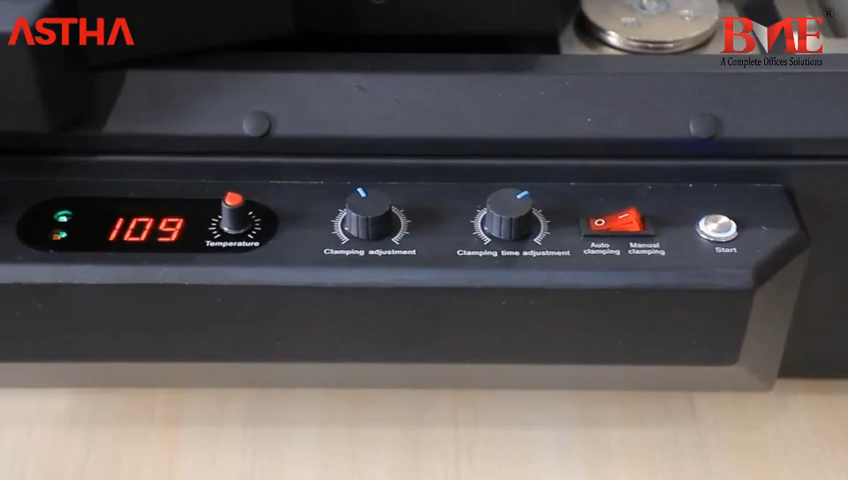 ASTHA
BME®
A Complete Offices Solutions
109
Temperature
Clamping adjustment
Clamping time adjustment
Auto clamping
Manual clamping
Start